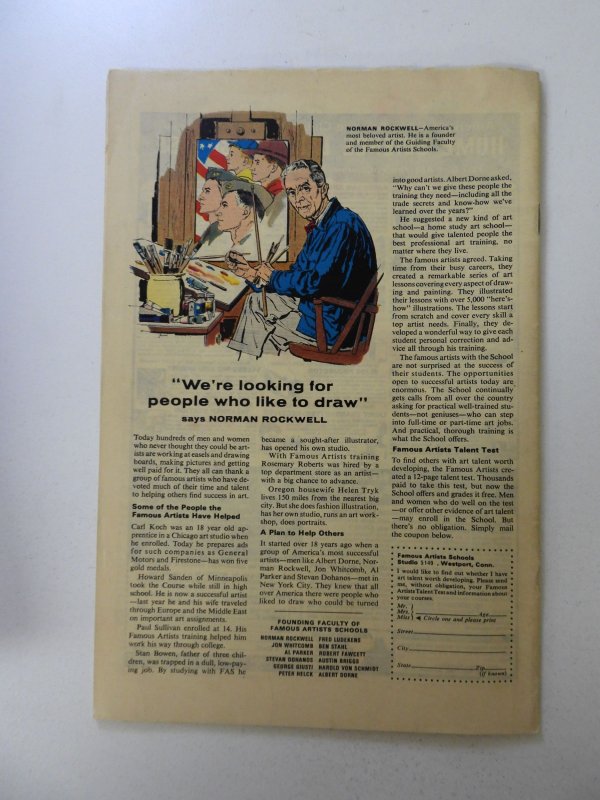 NORMAN ROCKWELL—America's
most beloved artist. He is a founder
and member of the Guiding Faculty
of the Famous Artists Schools.
"We're looking for
people who like to draw"
says NORMAN ROCKWELL
Today hundreds of men and women
who never thought they could be art-
ists are working at easels and drawing
boards, making pictures and getting
well paid for it. They all can thank a
group of famous artists who have de-
voted much of their time and talent
to helping others find success in art.
Some of the People the
Famous Artists Have Helped
Carl Koch was an 18 year old ap-
prentice in a Chicago art studio when
he enrolled. Today he prepares ads
for such companies as General
Motors and Firestone—has won five
gold medals.
Howard Sanden of Minneapolis
took the Course while still in high
school. He is now a successful artist
—last year he and his wife traveled
through Europe and the Middle East
on important art assignments.
Paul Sullivan enrolled at 14. His
Famous Artists training helped him
work his way through college.
Stan Bowen, father of three chil-
dren, was trapped in a dull, low-pay-
ing job. By studying with FAS he
became a sought-after illustrator,
has opened his own studio.
With Famous Artists training
Rosemary Roberts was hired by a
top department store as an artist—
with a big chance to advance.
Oregon housewife Helen Tryk
lives 150 miles from the nearest big
city. But she does fashion illustration,
has her own studio, runs an art work-
shop, does portraits.
A Plan to Help Others
It started over 18 years ago when a
group of America's most successful
artists—men like Albert Dorne, Nor-
man Rockwell, Jon Whitcomb, Al
Parker and Stevan Dohanos—met in
New York City. They knew that all
over America there were people who
liked to draw who could be turned
FOUNDING FACULTY OF
FAMOUS ARTISTS SCHOOLS
NORMAN ROCKWELL FRED LUDEKENS
JON WHITCOMB BEN STAHL
AL PARKER ROBERT FAWCETT
STEVAN DOHANOS AUSTIN BRIGGS
GEORGE GIUSTI HAROLD VON SCHMIDT
PETER HELCK ALBERT DORNE
into good artists. Albert Dorne asked,
"Why can't we give these people the
training they need—including all the
trade secrets and know-how we've
learned over the years?"
He suggested a new kind of art
school—a home study art school—
that would give talented people the
best professional art training, no
matter where they live.
The famous artists agreed. Taking
time from their busy careers, they
created a remarkable series of art
lessons covering every aspect of draw-
ing and painting. They illustrated
their lessons with over 5,000 "here's-
how" illustrations. The lessons start
from scratch and cover every skill a
top artist needs. Finally, they de-
veloped a wonderful way to give each
student personal correction and ad-
vice all through his training.
The famous artists with the School
are not surprised at the success of
their students. The opportunities
open to successful artists today are
enormous. The School continually
gets calls from all over the country
asking for practical well-trained stu-
dents—not geniuses—who can step
into full-time or part-time art jobs.
And practical, thorough training is
what the School offers.
Famous Artists Talent Test
To find others with art talent worth
developing, the Famous Artists cre-
ated a 12-page talent test. Thousands
paid to take this test, but now the
School offers and grades it free. Men
and women who do well on the test
—or offer other evidence of art talent
—may enroll in the School. But
there's no obligation. Simply mail
the coupon below.
Famous Artists Schools
Studio 5149 . Westport, Conn.
I would like to find out whether I have
art talent worth developing. Please send
me, without obligation, your Famous
Artists Talent Test and information about
your courses.
Mr.
Mrs. Age
Miss Circle one and please print
Street
City
State Zip
(if known)